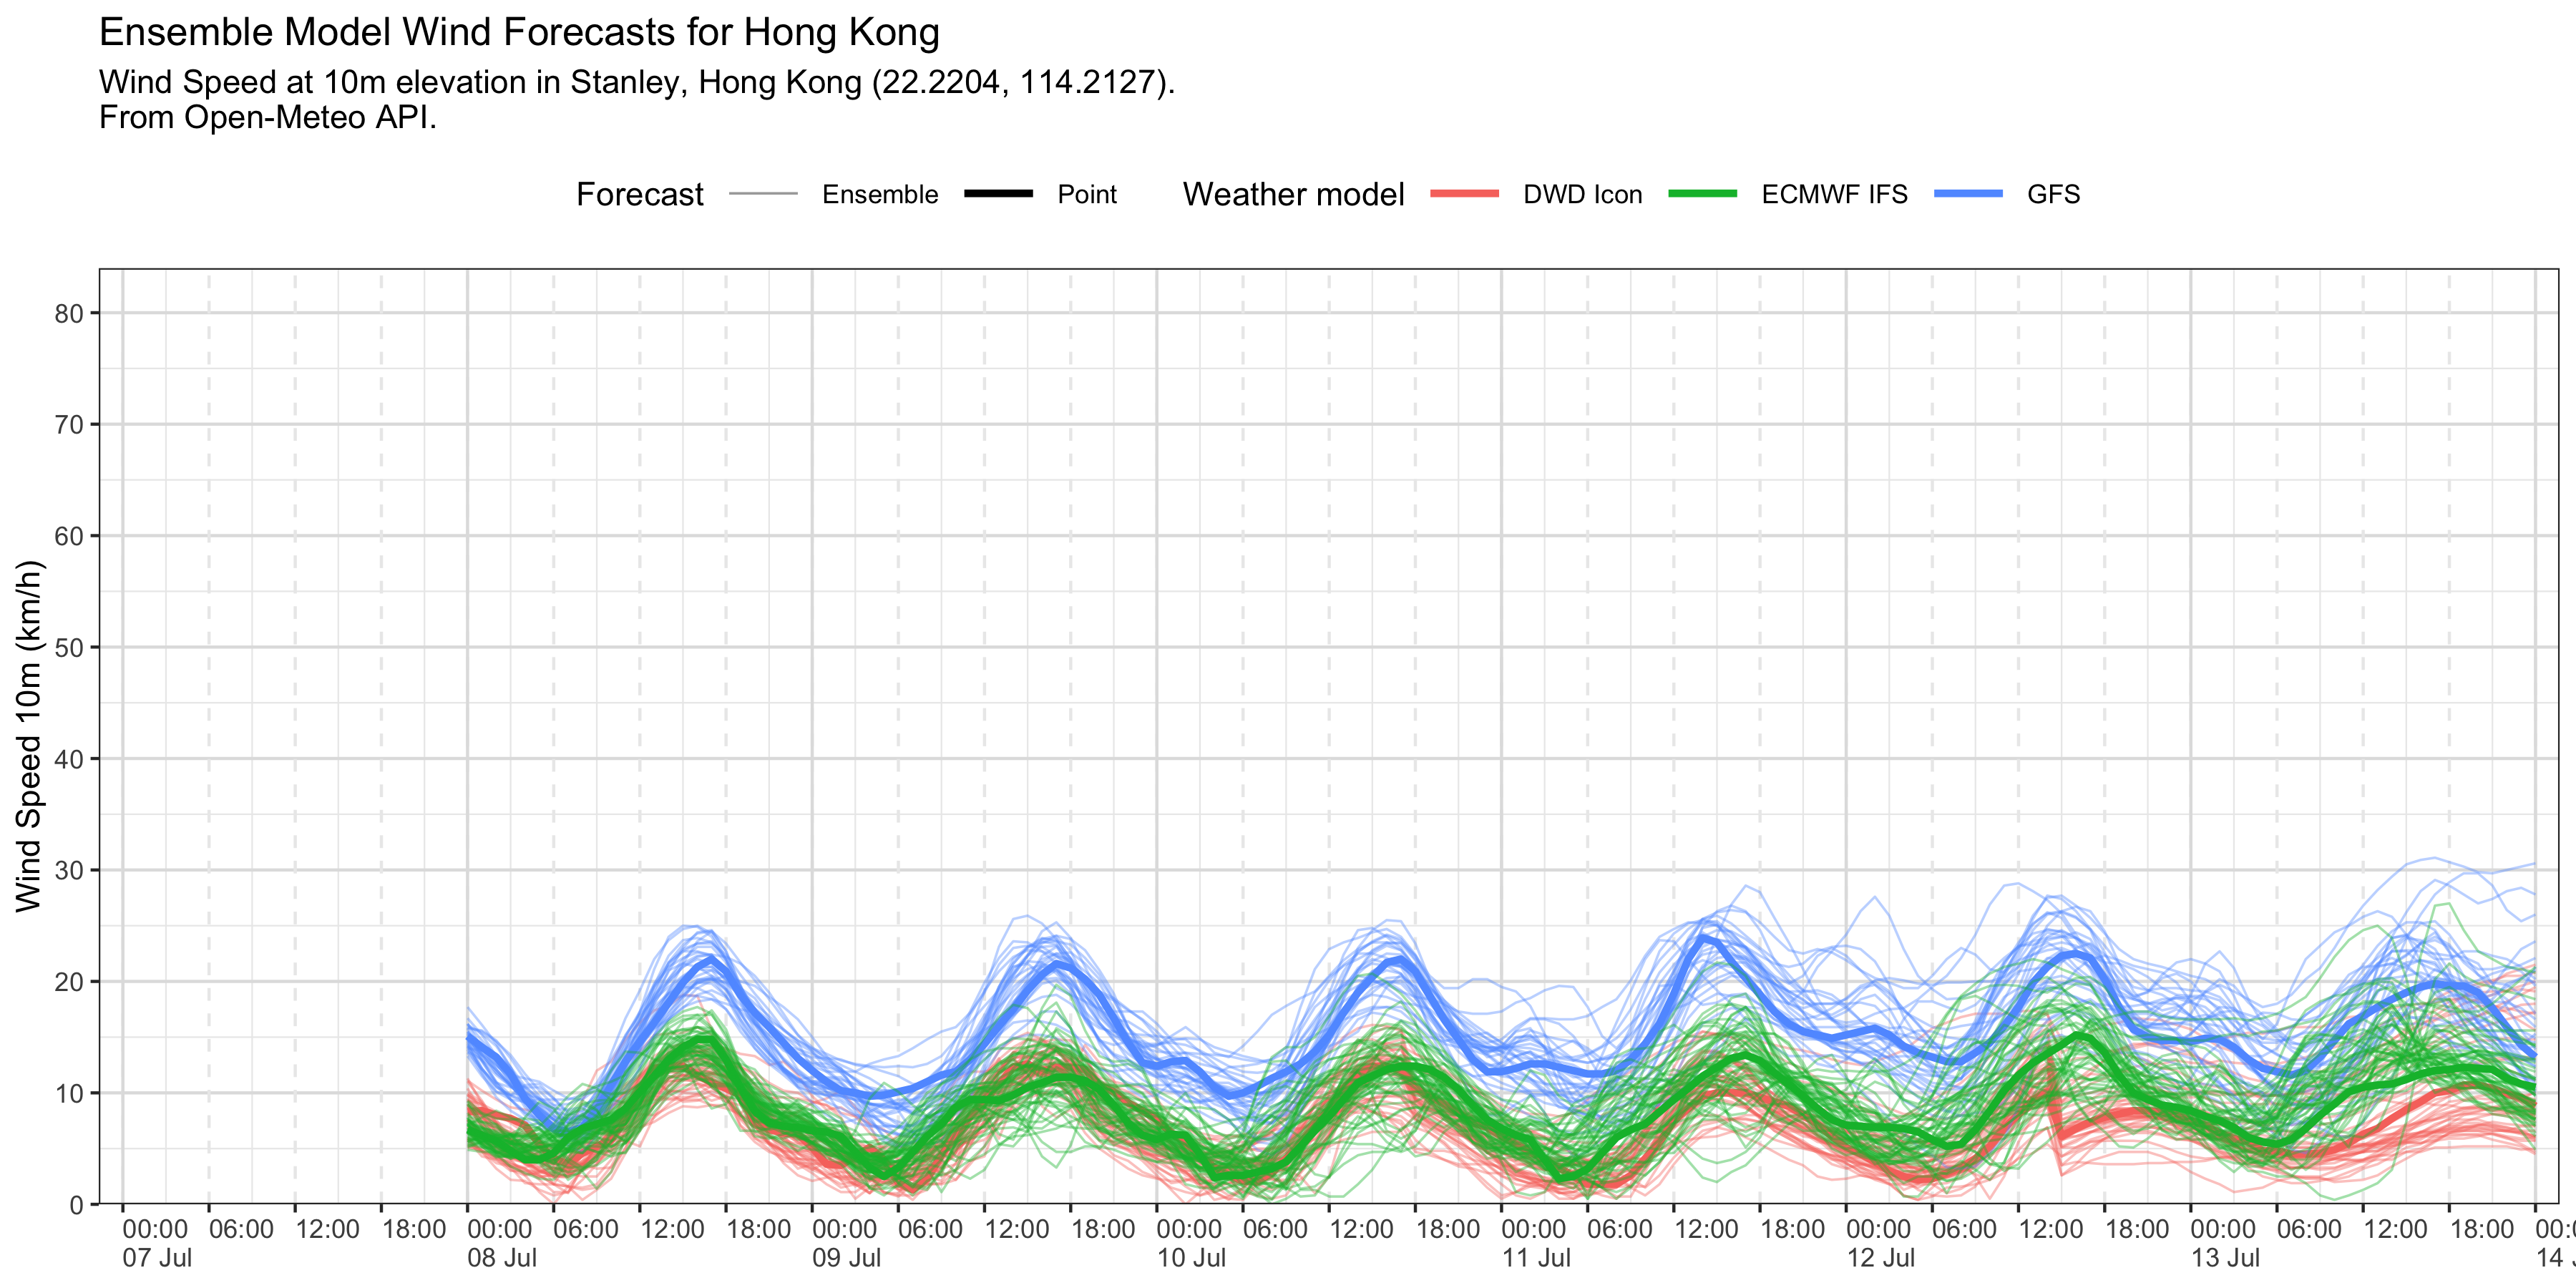 Ensemble Model Wind Forecasts for Hong Kong
Wind Speed at 10m elevation in Stanley, Hong Kong (22.2204, 114.2127).
From Open-Meteo API.
Forecast Ensemble Point Weather model DWD Icon ECMWF IFS GFS
Wind Speed 10m (km/h)
80
70
60
50
40
30
20
10
0
00:00 06:00 12:00 18:00 00:00 06:00 12:00 18:00 00:00 06:00 12:00 18:00 00:00 06:00 12:00 18:00 00:00 06:00 12:00 18:00 00:00 06:00 12:00 18:00 00:00 06:00 12:00 18:00 00:
07 Jul 08 Jul 09 Jul 10 Jul 11 Jul 12 Jul 13 Jul 14